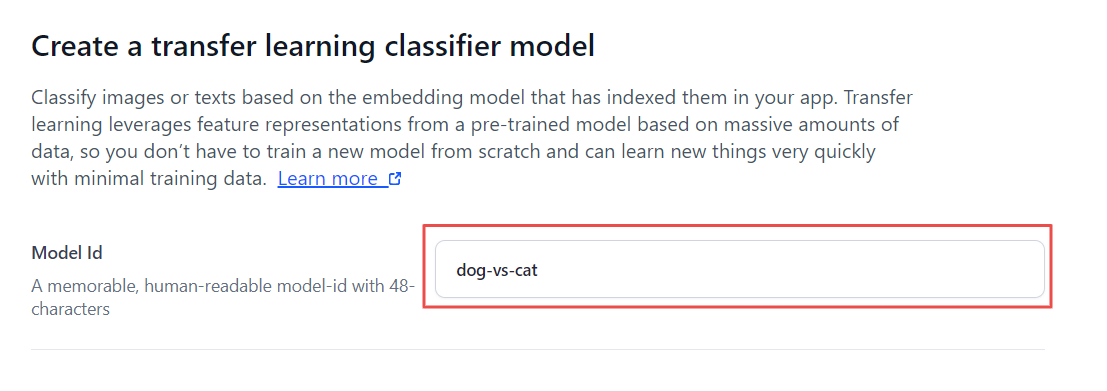 Create a transfer learning classifier model
Classify images or texts based on the embedding model that has indexed them in your app. Transfer
learning leverages feature representations from a pre-trained model based on massive amounts of
data, so you don’t have to train a new model from scratch and can learn new things very quickly
with minimal training data. Learn more
Model Id
dog-vs-cat
A memorable, human-readable model-id with 48-
characters